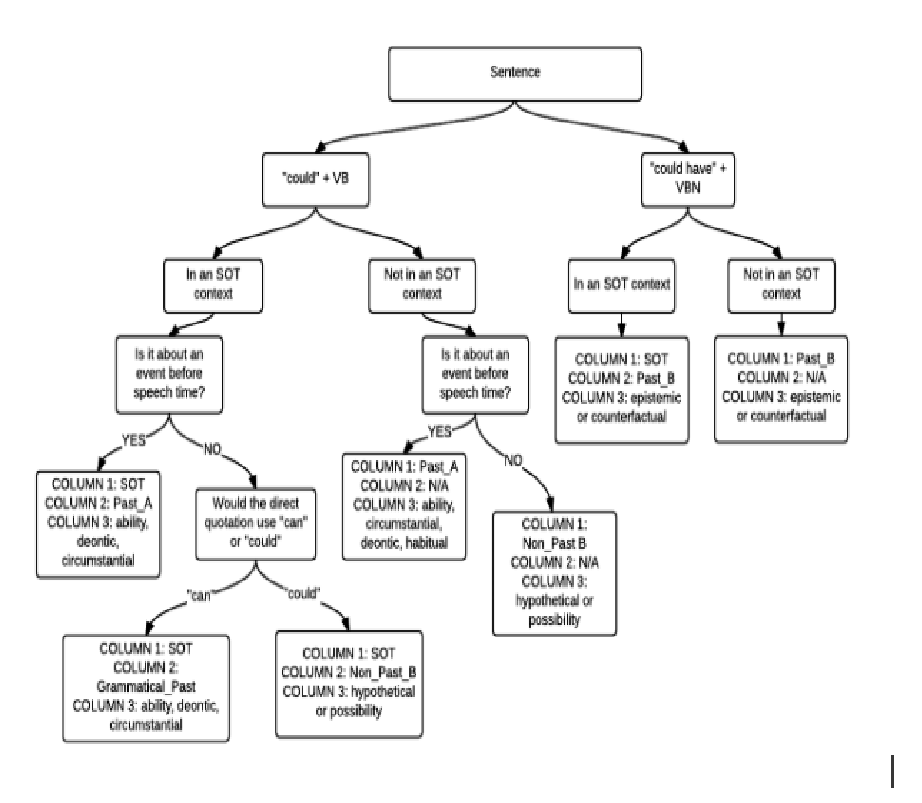 Sentence
"could" + VB
"could have" +
VBN
In an SOT
context
Not in an SOT
context
In an SOT context
Not in an SOT
context
Is it about an
event before
speech time?
Is it about an
event before
speech time?
COLUMN 1: SOT
COLUMN 2: Past_B
COLUMN 3: epistemic
or counterfactual
COLUMN 1: Past_B
COLUMN 2: N/A
COLUMN 3: epistemic
or counterfactual
YES
NO
YES
NO
COLUMN 1: SOT
COLUMN 2: Past_A
COLUMN 3: ability,
deontic,
circumstantial
Would the direct
quotation use "can"
or "could"
COLUMN 1: Past_A
COLUMN 2: N/A
COLUMN 3: ability,
circumstantial,
deontic, habitual
COLUMN 1:
Non_Past B
COLUMN 2: N/A
COLUMN 3:
hypothetical or
possibility
"can"
"could"
COLUMN 1: SOT
COLUMN 2:
Grammatical_Past
COLUMN 3: ability, deontic,
circumstantial
COLUMN 1: SOT
COLUMN 2: Non_Past_B
COLUMN 3: hypothetical
or possibility